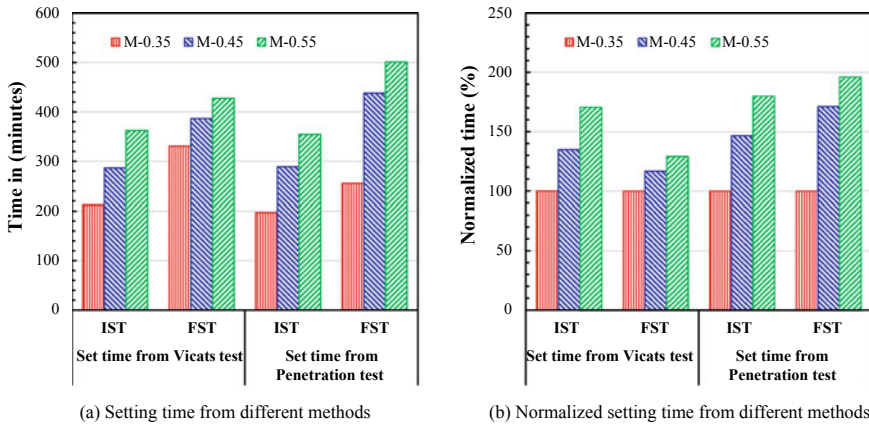 600
500
400
300
200
100
0
Time in (minutes)
M-0.35 M-0.45 M-0.55
IST FST IST FST
Set time from Vicats test Set time from
Penetration test
(a) Setting time from different methods
250
200
150
100
50
0
Normalized time (%)
M-0.35 M-0.45 M-0.55
IST FST IST FST
Set time from Vicats test Set time from
Penetration test
(b) Normalized setting time from different methods